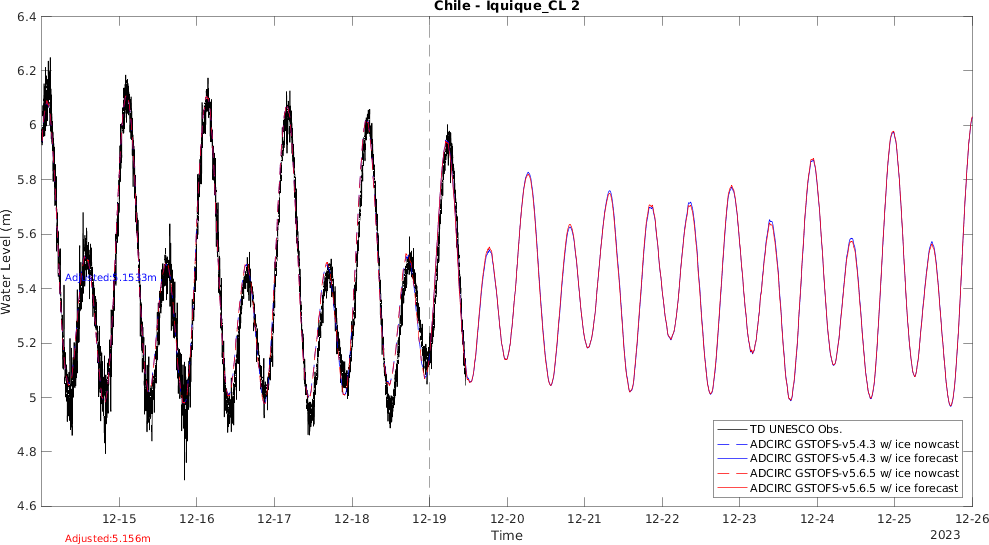 Chile - Iquique_CL 2
6.4
6.2
6
5.8
5.6
5.4
5.2
5
4.8
4.6
Water Level (m)
Adjusted:5.1533m
TD UNESCO Obs.
ADCIRC GSTOFS-v5.4.3 w/ ice nowcast
ADCIRC GSTOFS-v5.4.3 w/ ice forecast
ADCIRC GSTOFS-v5.6.5 w/ ice nowcast
ADCIRC GSTOFS-v5.6.5 w/ ice forecast
12-15 12-16 12-17 12-18 12-19 12-20 12-21 12-22 12-23 12-24 12-25 12-26
Time
2023
Adjusted:5.156m